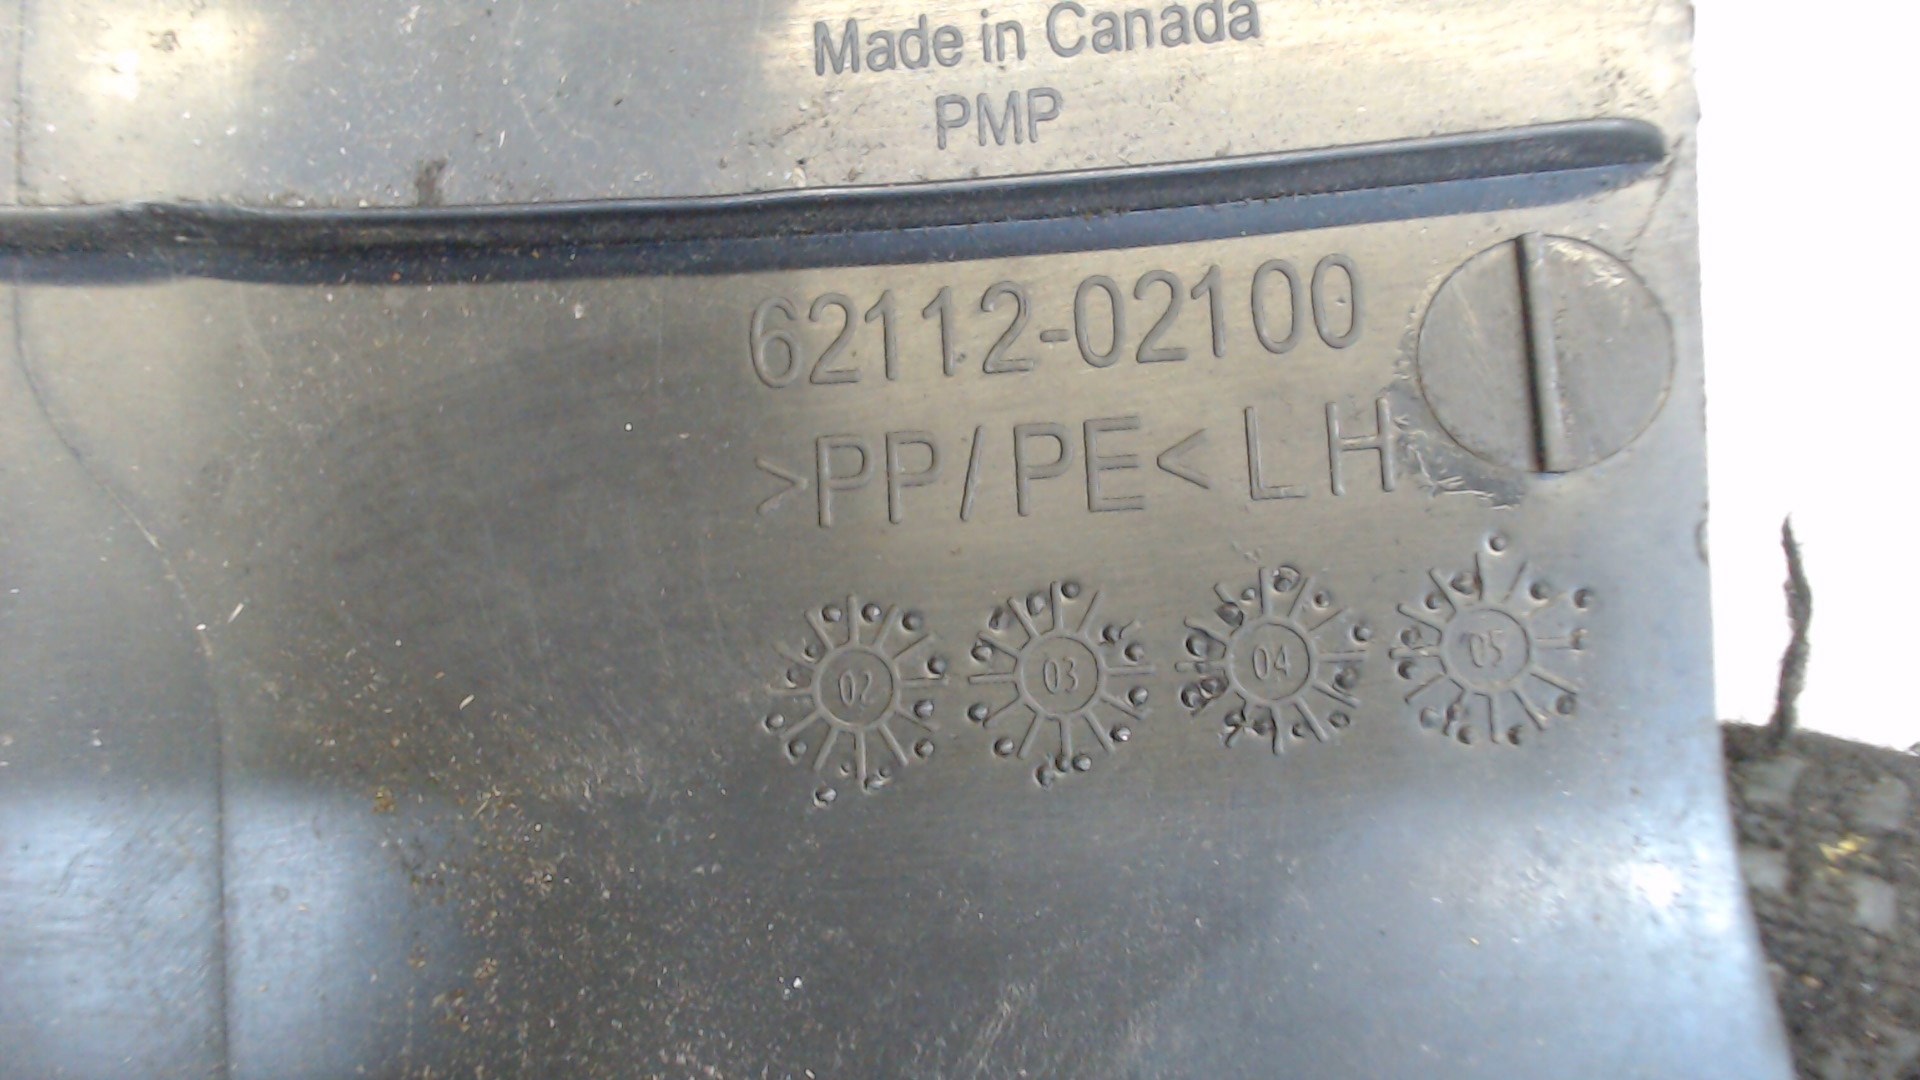 Made in Canada
PMP
62112-02100
>PP/PE< LH
02 03 04 05